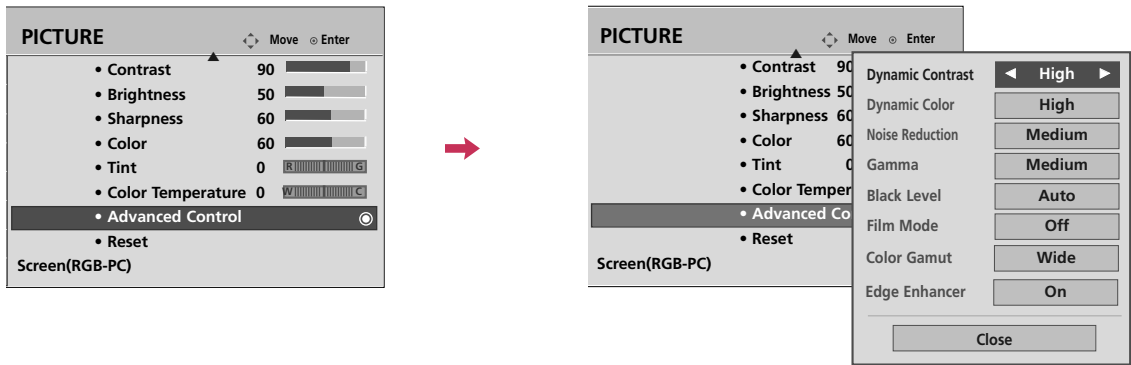 PICTURE Move Enter
• Contrast 90
• Brightness 50
• Sharpness 60
• Color 60
• Tint 0 R G
• Color Temperature 0 W C
• Advanced Control
• Reset
Screen(RGB-PC)
PICTURE Move Enter
• Contrast 90
• Brightness 50
• Sharpness 60
• Color 60
• Tint 0
• Color Temper
• Advanced Co
• Reset
Screen(RGB-PC)
Dynamic Contrast ◄ High ►
Dynamic Color High
Noise Reduction Medium
Gamma Medium
Black Level Auto
Film Mode Off
Color Gamut Wide
Edge Enhancer On
Close